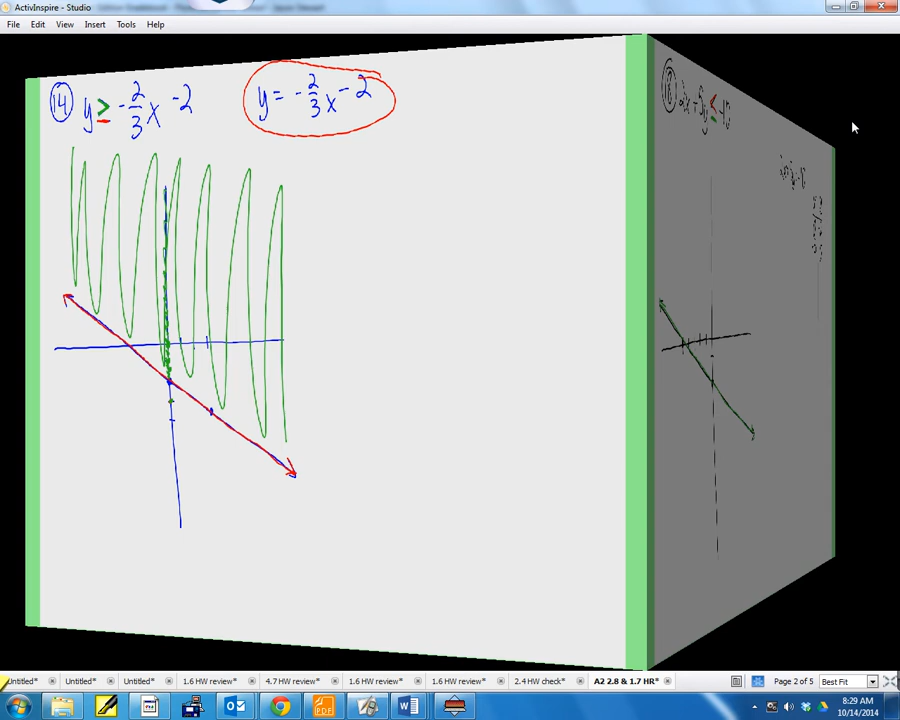 ActivInspire - Studio
File Edit View Insert Tools Help
14 y ≥ -2/3 x -2
y = -2/3 x -2
Untitled* Untitled* Untitled* 1.6 HW review* 4.7 HW review* 1.6 HW review* 1.6 HW review* 2.4 HW check* A2 2.8 & 1.7 HR*
Page 2 of 5 Best Fit
8:29 AM
10/14/2014